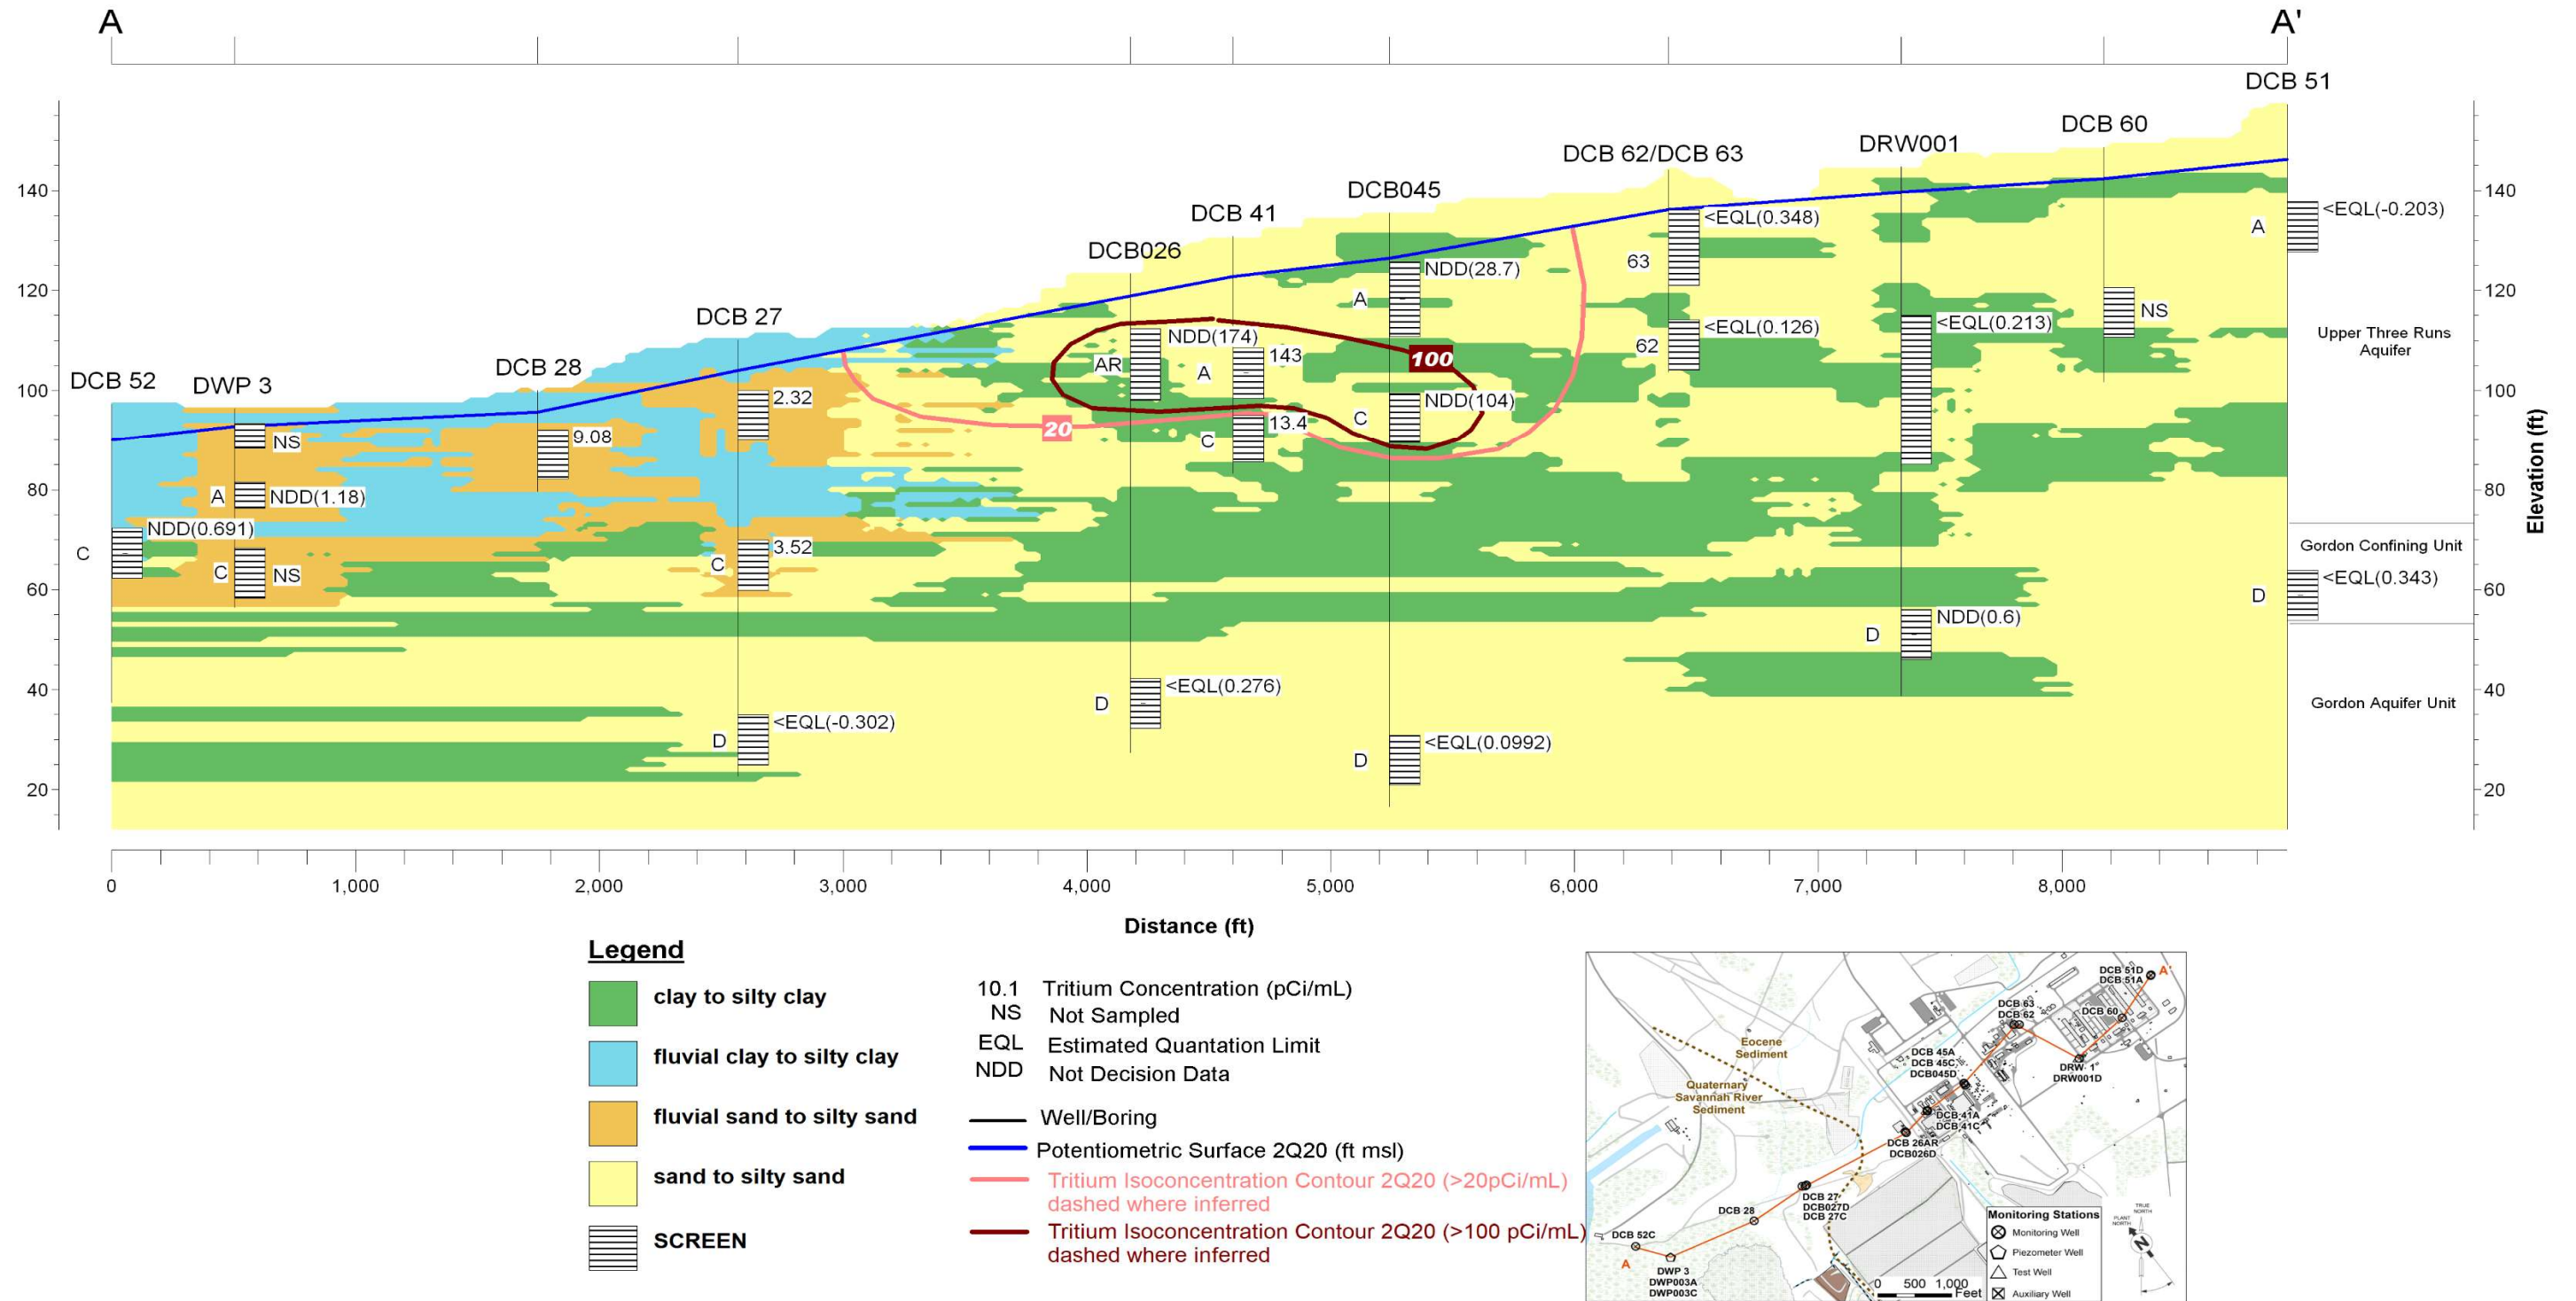 A
A'
DCB 51
DCB 60
DRW001
DCB 62/DCB 63
DCB045
DCB 41
DCB026
DCB 27
DCB 28
DWP 3
DCB 52
140
120
100
80
60
40
20
140
120
100
80
60
40
20
Elevation (ft)
A
<EQL(-0.203)
<EQL(0.348)
63
NDD(28.7)
A
NS
<EQL(0.126)
62
<EQL(0.213)
Upper Three Runs
Aquifer
NDD(174)
AR
A
143
100
2.32
NDD(104)
C
20
13.4
C
9.08
NS
A
NDD(1.18)
NDD(0.691)
C
3.52
C
C
NS
Gordon Confining Unit
<EQL(0.343)
D
NDD(0.6)
D
<EQL(0.276)
D
Gordon Aquifer Unit
<EQL(-0.302)
D
<EQL(0.0992)
D
0
1,000
2,000
3,000
4,000
5,000
6,000
7,000
8,000
Distance (ft)
Legend
clay to silty clay
fluvial clay to silty clay
fluvial sand to silty sand
sand to silty sand
SCREEN
10.1 Tritium Concentration (pCi/mL)
NS Not Sampled
EQL Estimated Quantation Limit
NDD Not Decision Data
Well/Boring
Potentiometric Surface 2Q20 (ft msl)
Tritium Isoconcentration Contour 2Q20 (>20pCi/mL)
dashed where inferred
Tritium Isoconcentration Contour 2Q20 (>100 pCi/mL)
dashed where inferred
DCB 51D
DCB 51A
A'
DCB 63
DCB 62
DCB 60
Eocene
Sediment
DCB 45A
DCB 45C
DCB045D
DRW- 1
DRW001D
Quaternary
Savannah River
Sediment
DCB 41A
DCB 41C
DCB 26AR
DCB026D
DCB 27
DCB027D
DCB 27C
DCB 28
DCB 52C
A
DWP 3
DWP003A
DWP003C
TRUE
NORTH
PLANT
NORTH
N
Monitoring Stations
Monitoring Well
Piezometer Well
Test Well
Auxiliary Well
0 500 1,000
Feet